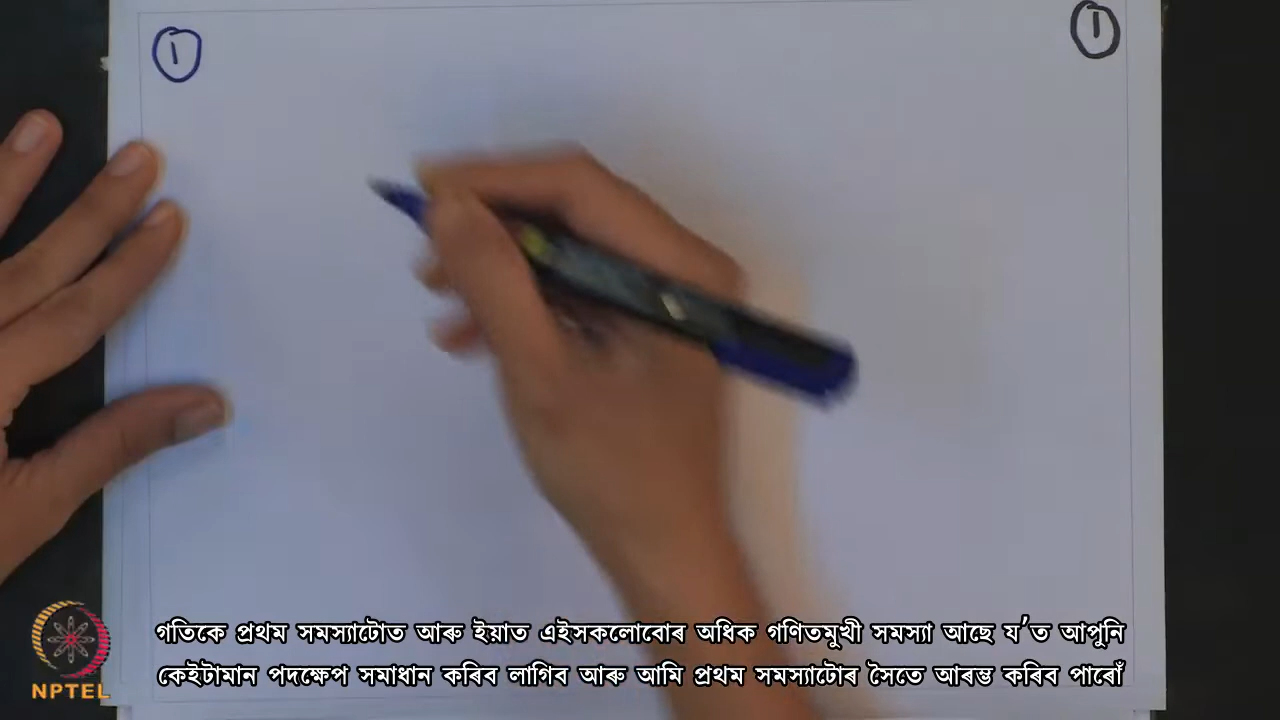 1
1
গতিকে প্ৰথম সমস্যাটোত আৰু ইয়াত এইসকলোবোৰ অধিক গণিতমুখী সমস্যা আছে য’ত আপুনি
কেইটামান পদক্ষেপ সমাধান কৰিব লাগিব আৰু আমি প্ৰথম সমস্যাটোৰ সৈতে আৰম্ভ কৰিব পাৰোঁ
NPTEL